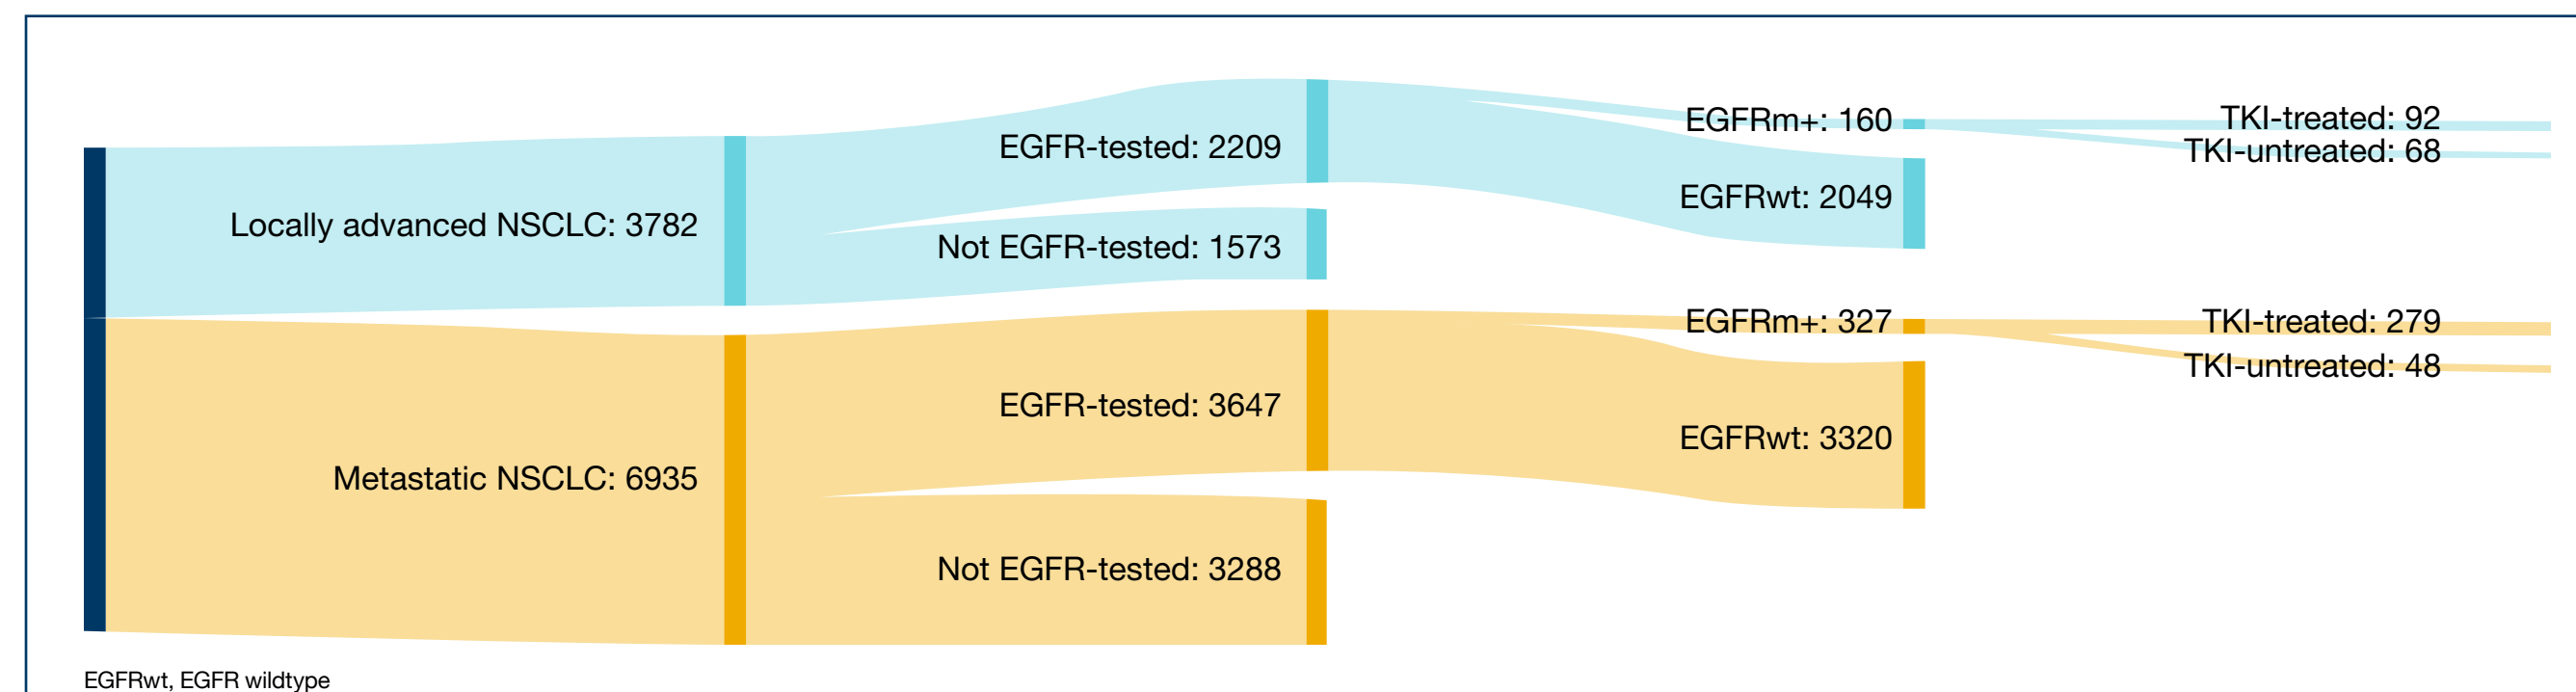 Locally advanced NSCLC: 3782
EGFR-tested: 2209
Not EGFR-tested: 1573
EGFRm+: 160
EGFRwt: 2049
TKI-treated: 92
TKI-untreated: 68
Metastatic NSCLC: 6935
EGFR-tested: 3647
Not EGFR-tested: 3288
EGFRm+: 327
EGFRwt: 3320
TKI-treated: 279
TKI-untreated: 48
EGFRwt, EGFR wildtype